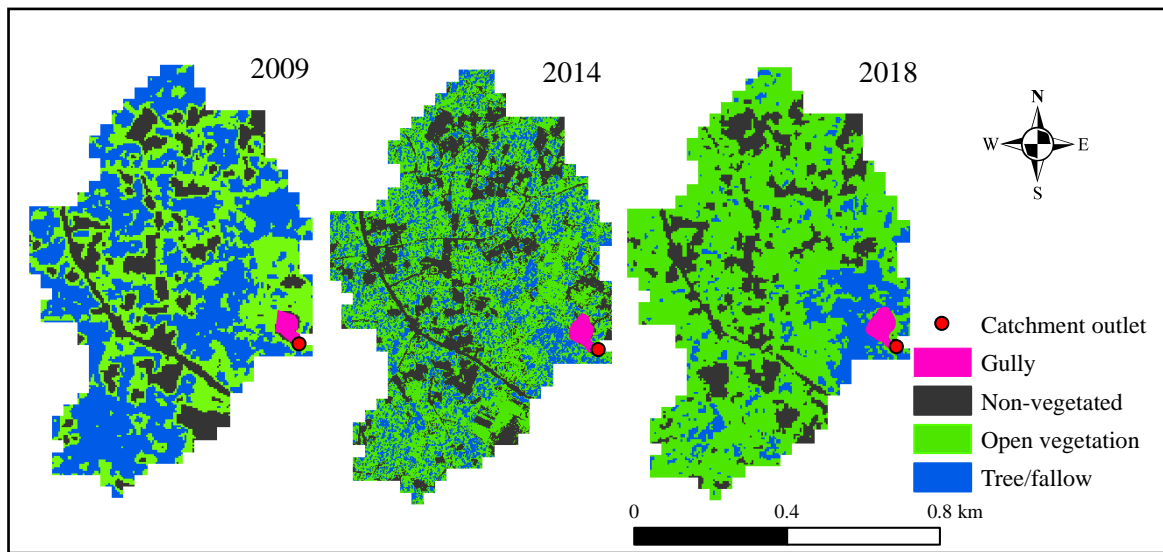 2009
2014
2018
N
W
E
S
Catchment outlet
Gully
Non-vegetated
Open vegetation
Tree/fallow
0
0.4
0.8 km